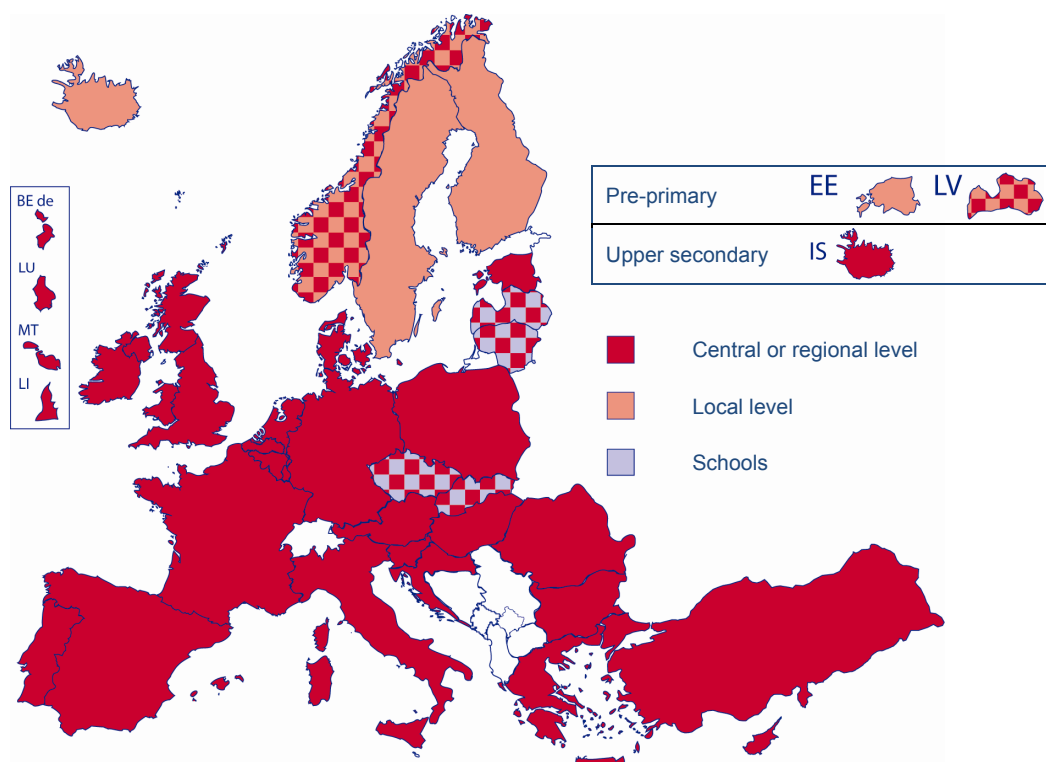 BE de
LU
MT
LI
Pre-primary EE LV
Upper secondary IS
Central or regional level
Local level
Schools